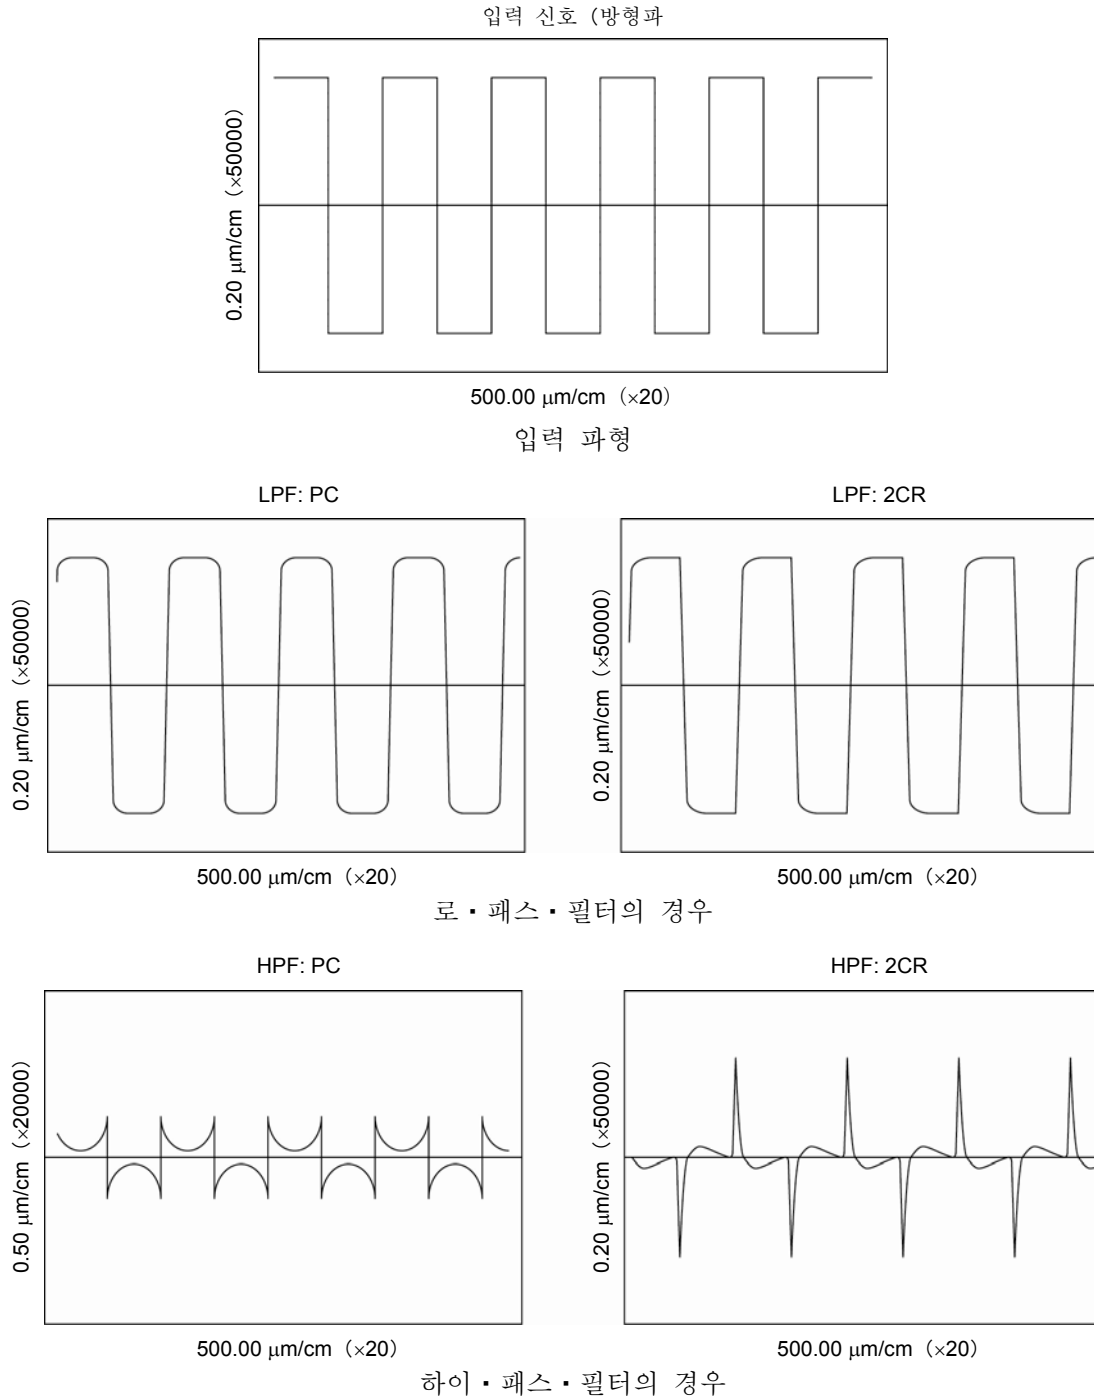 입력 신호 (방형파
0.20 μm/cm（×50000）
500.00 μm/cm（×20）
입력 파형
LPF: PC
LPF: 2CR
0.20 μm/cm（×50000）
0.20 μm/cm（×50000）
500.00 μm/cm（×20）
500.00 μm/cm（×20）
로▪패스▪필터의 경우
HPF: PC
HPF: 2CR
0.50 μm/cm（×20000）
0.20 μm/cm（×50000）
500.00 μm/cm（×20）
500.00 μm/cm（×20）
하이▪패스▪필터의 경우